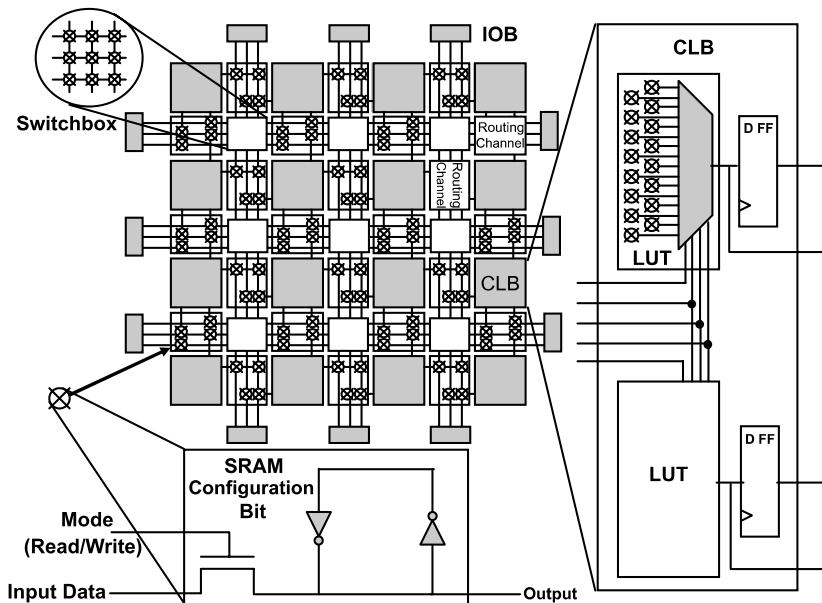 IOB
CLB
Switchbox
Routing
Channel
D FF
Routing
Channel
LUT
CLB
SRAM
Configuration
Bit
D FF
LUT
Mode
(Read/Write)
Input Data
Output